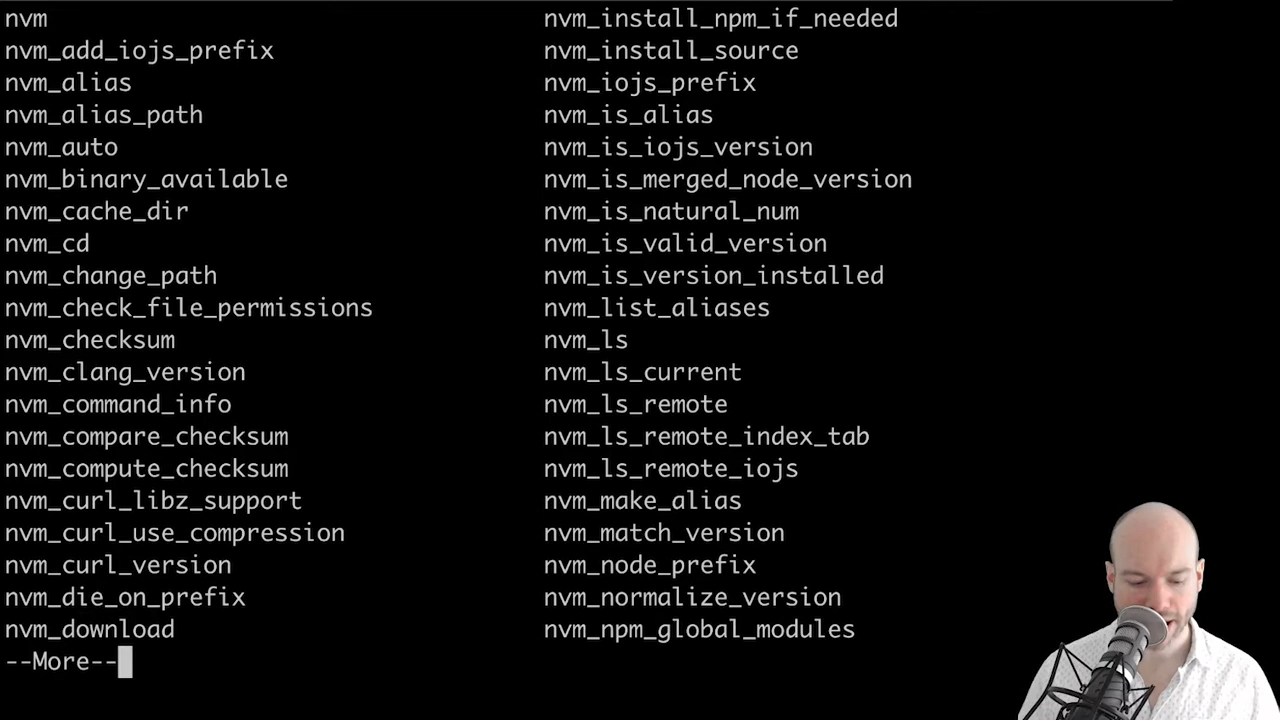 nvm nvm_install_npm_if_needed
nvm_add_iojs_prefix nvm_install_source
nvm_alias nvm_iojs_prefix
nvm_alias_path nvm_is_alias
nvm_auto nvm_is_iojs_version
nvm_binary_available nvm_is_merged_node_version
nvm_cache_dir nvm_is_natural_num
nvm_cd nvm_is_valid_version
nvm_change_path nvm_is_version_installed
nvm_check_file_permissions nvm_list_aliases
nvm_checksum nvm_ls
nvm_clang_version nvm_ls_current
nvm_command_info nvm_ls_remote
nvm_compare_checksum nvm_ls_remote_index_tab
nvm_compute_checksum nvm_ls_remote_iojs
nvm_curl_libz_support nvm_make_alias
nvm_curl_use_compression nvm_match_version
nvm_curl_version nvm_node_prefix
nvm_die_on_prefix nvm_normalize_version
nvm_download nvm_npm_global_modules
--More--